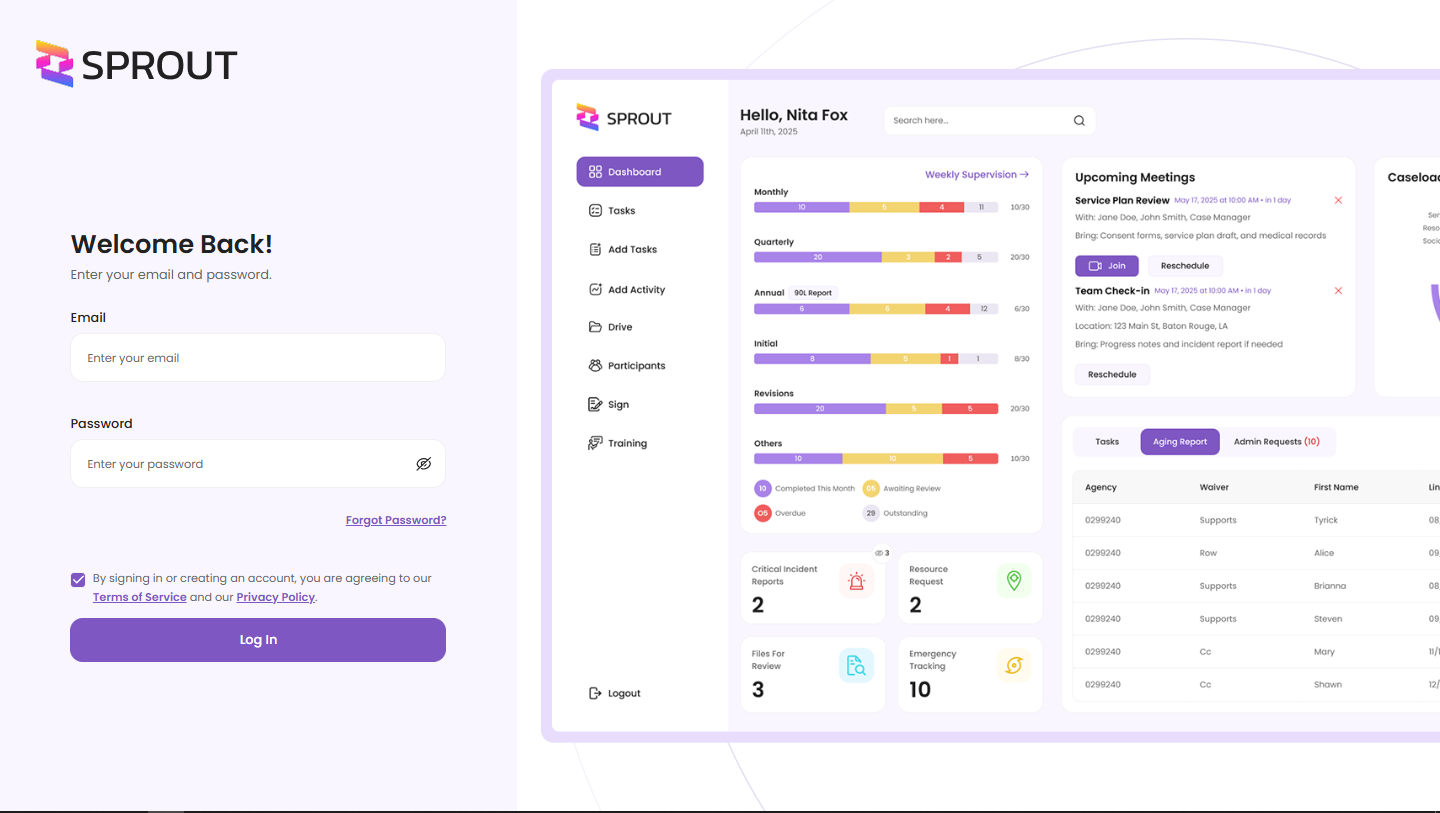 SPROUT
Welcome Back!
Enter your email and password.
Email
Enter your email
Password
Enter your password
Forgot Password?
By signing in or creating an account, you are agreeing to our
Terms of Service and our Privacy Policy.
Log In
SPROUT
Dashboard
Tasks
Add Tasks
Add Activity
Drive
Participants
Sign
Training
Logout
Hello, Nita Fox
April 11th, 2025
Search here...
Weekly Supervision →
Monthly
10 5 4 11 10/30
Quarterly
20 3 2 5 20/30
Annual 90L Report
6 6 4 12 6/30
Initial
8 5 1 1 8/30
Revisions
20 5 5 20/30
Others
10 10 5 10/30
10 Completed This Month 05 Awaiting Review
05 Overdue 29 Outstanding
3
Critical Incident
Reports
2
Resource
Request
2
Files For
Review
3
Emergency
Tracking
10
Upcoming Meetings
Service Plan Review May 17, 2025 at 10:00 AM • in 1 day
With: Jane Doe, John Smith, Case Manager
Bring: Consent forms, service plan draft, and medical records
Join Reschedule
Team Check-in May 17, 2025 at 10:00 AM • in 1 day
With: Jane Doe, John Smith, Case Manager
Location: 123 Main St, Baton Rouge, LA
Bring: Progress notes and incident report if needed
Reschedule
Caseloa
Ser
Reso
Socia
Tasks Aging Report Admin Requests (10)
Agency Waiver First Name Lin
0299240 Supports Tyrick 08
0299240 Row Alice 09
0299240 Supports Brianna 08
0299240 Supports Steven 09
0299240 Cc Mary 11/1
0299240 Cc Shawn 12/